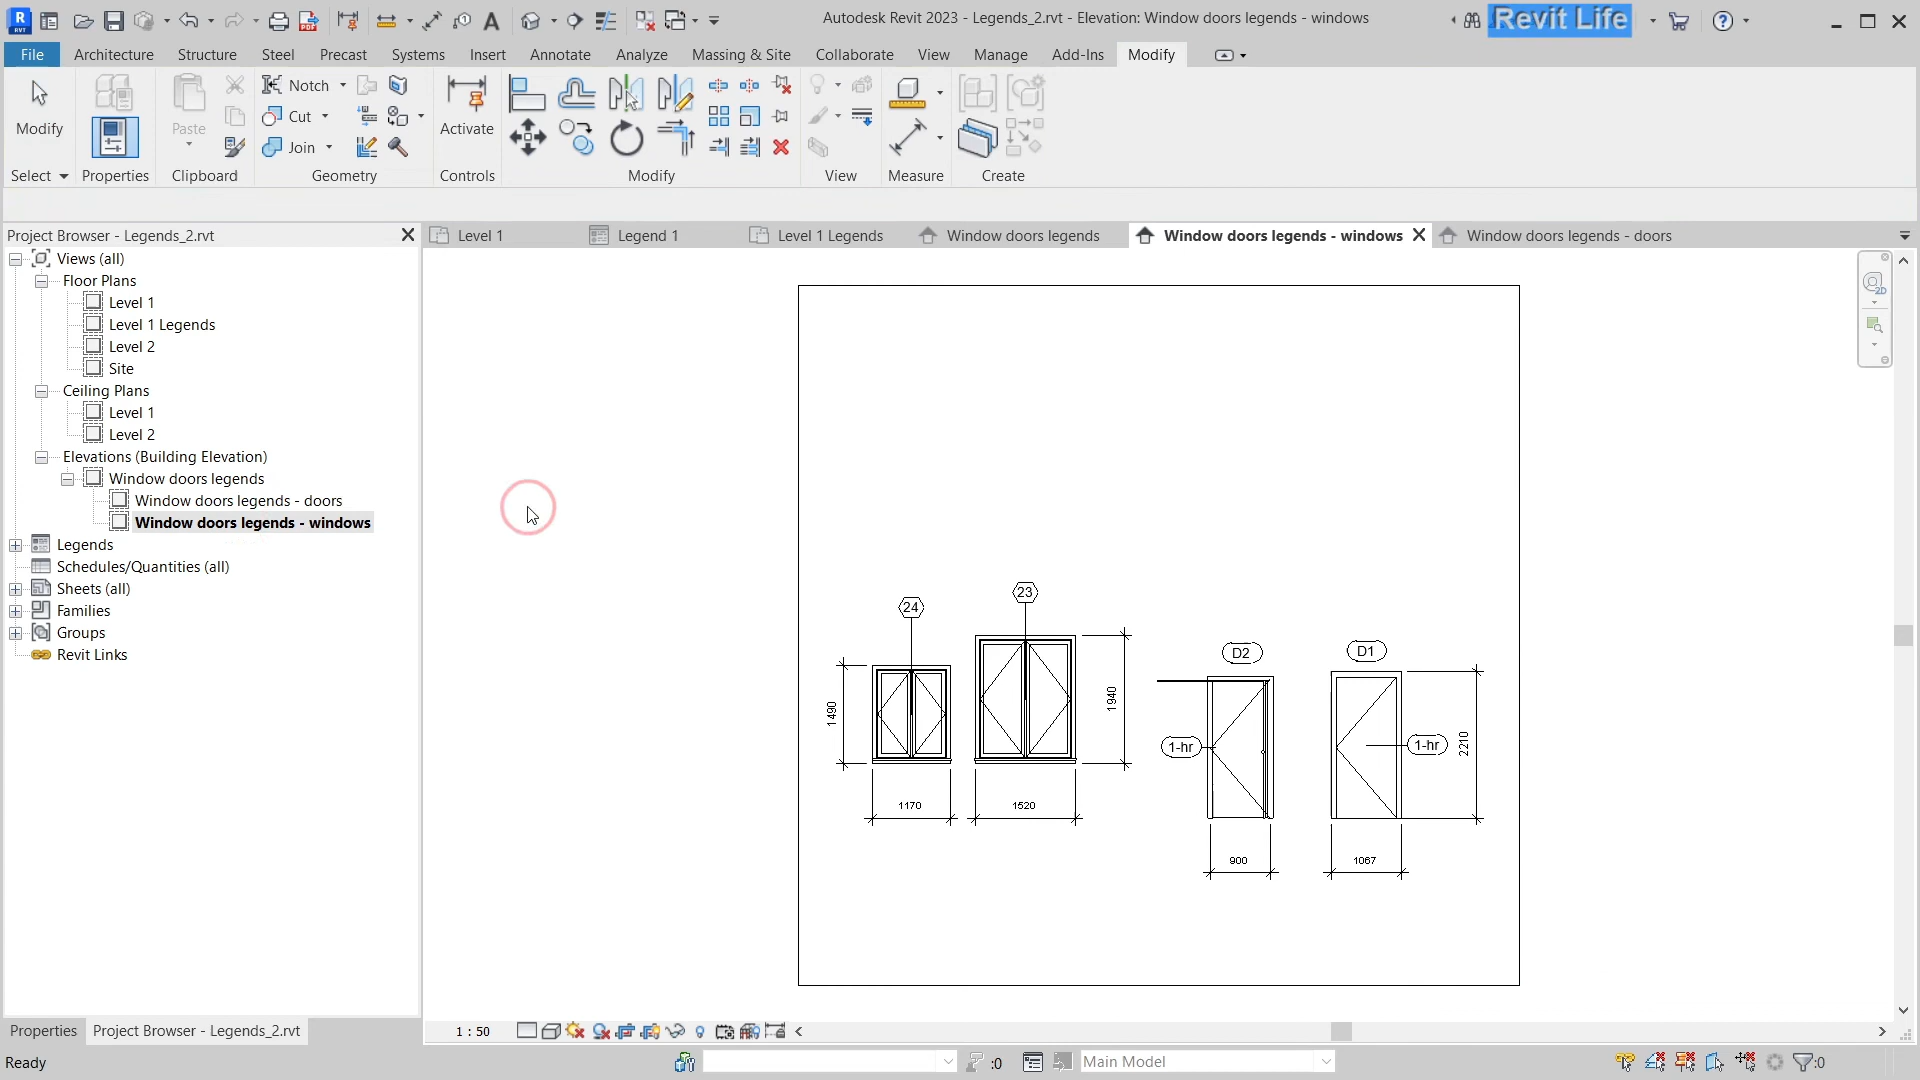 Autodesk Revit 2023 - Legends_2.rvt - Elevation: Window doors legends - windows
Revit Life
File Architecture Structure Steel Precast Systems Insert Annotate Analyze Massing & Site Collaborate View Manage Add-Ins Modify
Modify
Paste
Notch
Cut
Join
Activate
Select Properties Clipboard Geometry Controls Modify View Measure Create
Project Browser - Legends_2.rvt
Level 1 Legend 1 Level 1 Legends Window doors legends Window doors legends - windows Window doors legends - doors
Views (all)
Floor Plans
Level 1
Level 1 Legends
Level 2
Site
Ceiling Plans
Level 1
Level 2
Elevations (Building Elevation)
Window doors legends
Window doors legends - doors
Window doors legends - windows
Legends
Schedules/Quantities (all)
Sheets (all)
Families
Groups
Revit Links
2D
24
23
D2
D1
1490
1940
1-hr
1-hr
2210
1170
1520
900
1067
Properties Project Browser - Legends_2.rvt
1 : 50
Ready
:0
Main Model
:0